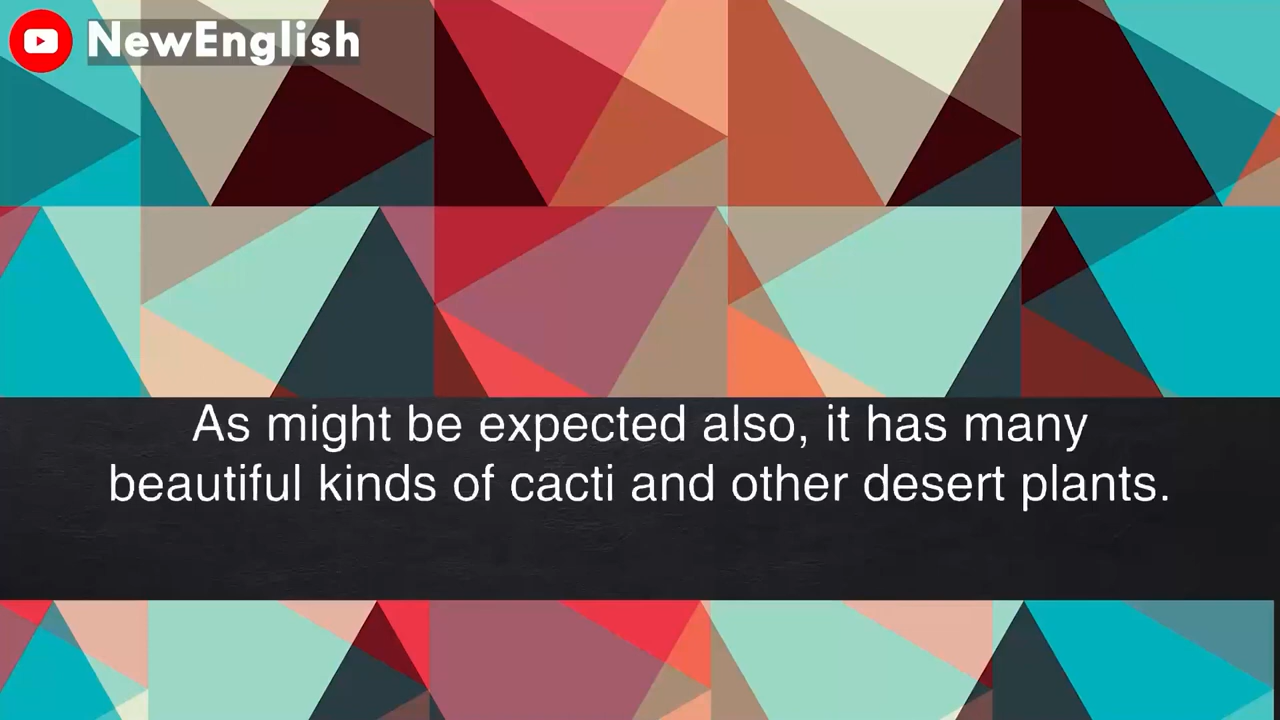 NewEnglish
As might be expected also, it has many
beautiful kinds of cacti and other desert plants.